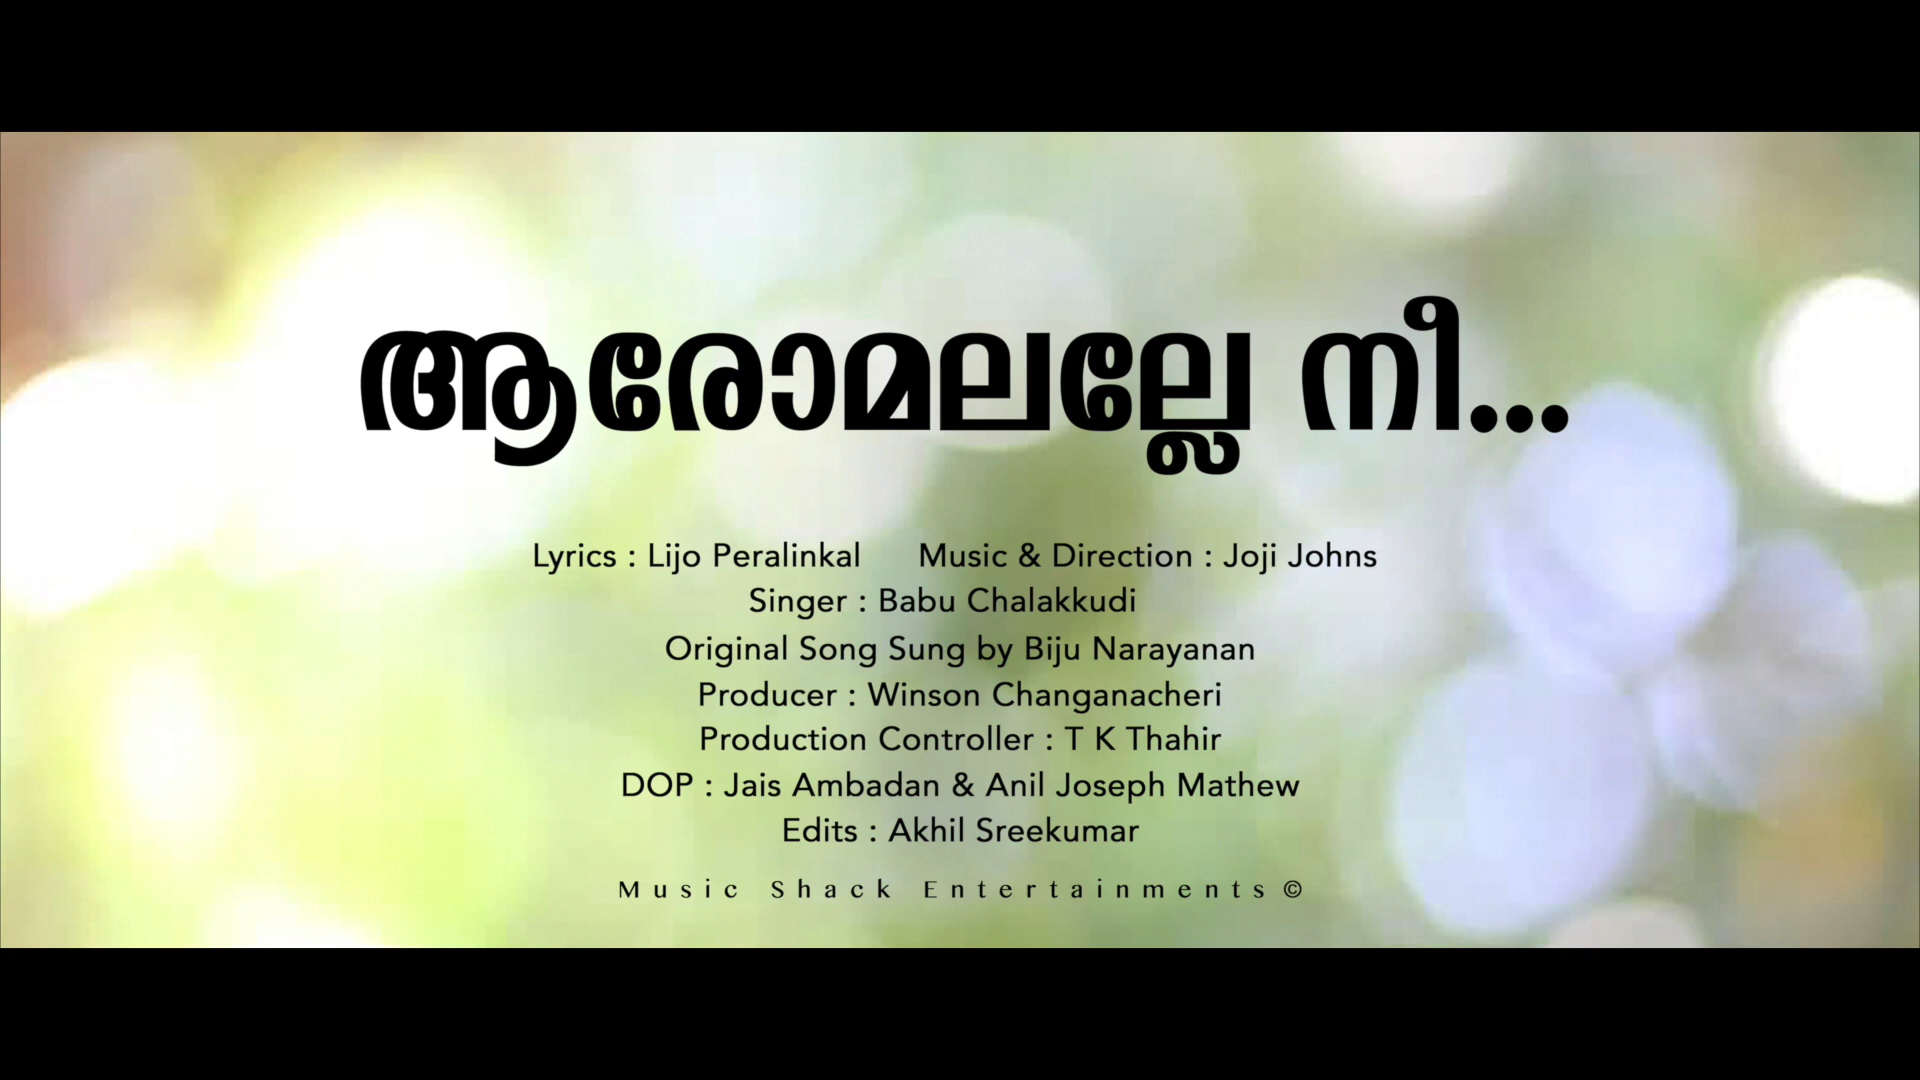 ആരോമലല്ലേ നീ...
Lyrics : Lijo Peralinkal Music & Direction : Joji Johns
Singer : Babu Chalakkudi
Original Song Sung by Biju Narayanan
Producer : Winson Changanacheri
Production Controller : T K Thahir
DOP : Jais Ambadan & Anil Joseph Mathew
Edits : Akhil Sreekumar
Music Shack Entertainments ©